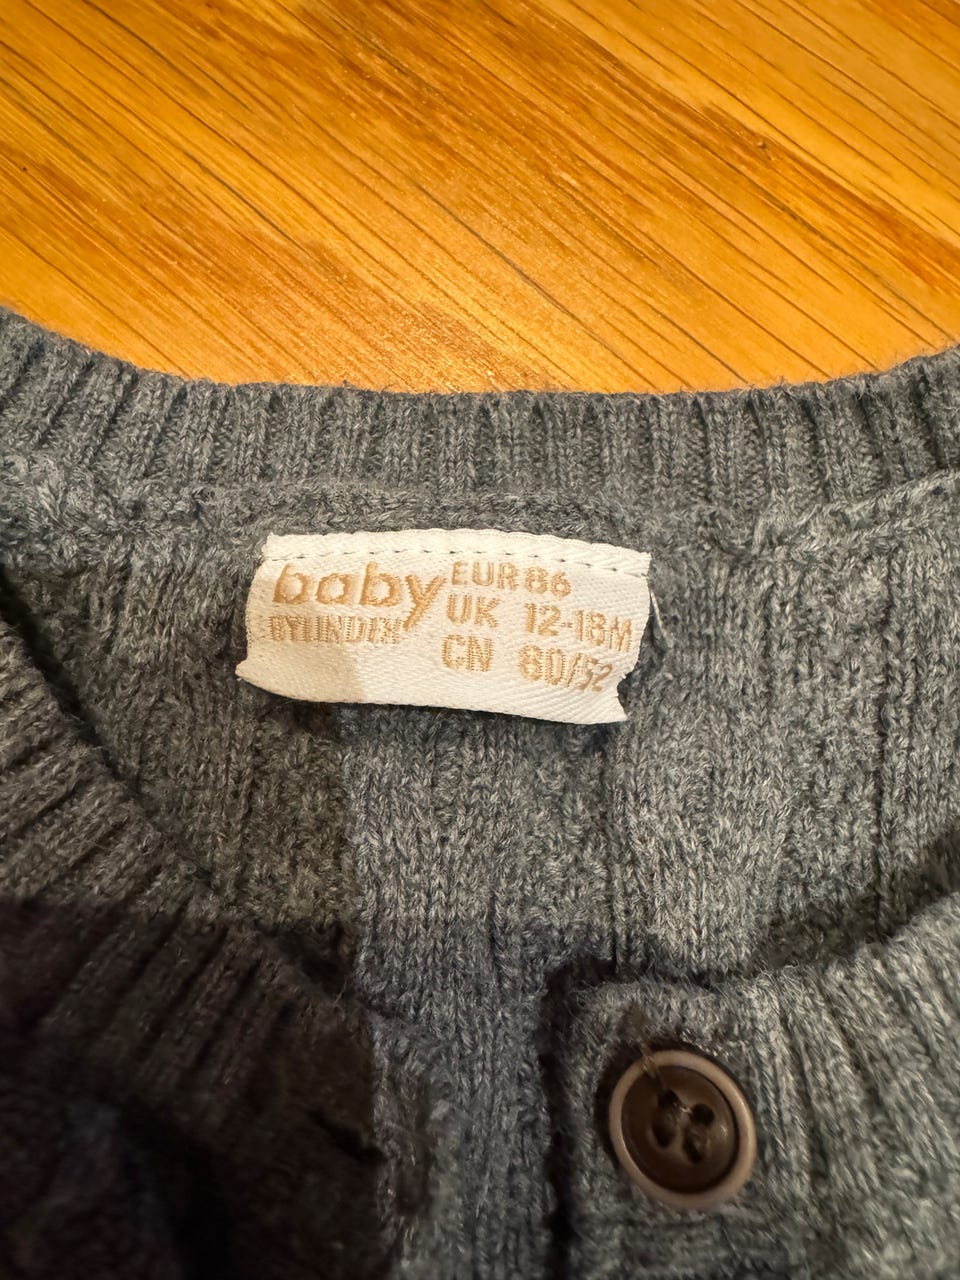 baby
BYLINDEX
EUR 86
UK 12-18M
CN 80/52